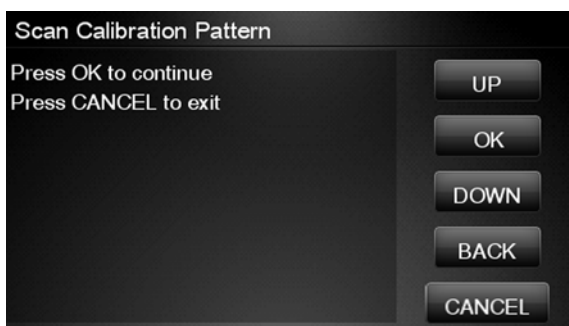 Scan Calibration Pattern
Press OK to continue
Press CANCEL to exit
UP
OK
DOWN
BACK
CANCEL